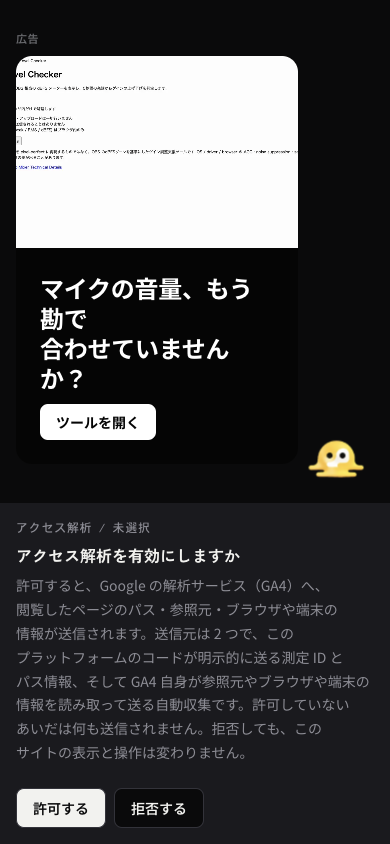 広告
vel Checker
マイクの音量、もう
勘で
合わせていません
か？
ツールを開く
アクセス解析 / 未選択
アクセス解析を有効にしますか
許可すると、Google の解析サービス（GA4）へ、
閲覧したページのパス・参照元・ブラウザや端末の
情報が送信されます。送信元は 2 つで、この
プラットフォームのコードが明示的に送る測定 ID と
パス情報、そして GA4 自身が参照元やブラウザや端末の
情報を読み取って送る自動収集です。許可していない
あいだは何も送信されません。拒否しても、この
サイトの表示と操作は変わりません。
許可する
拒否する